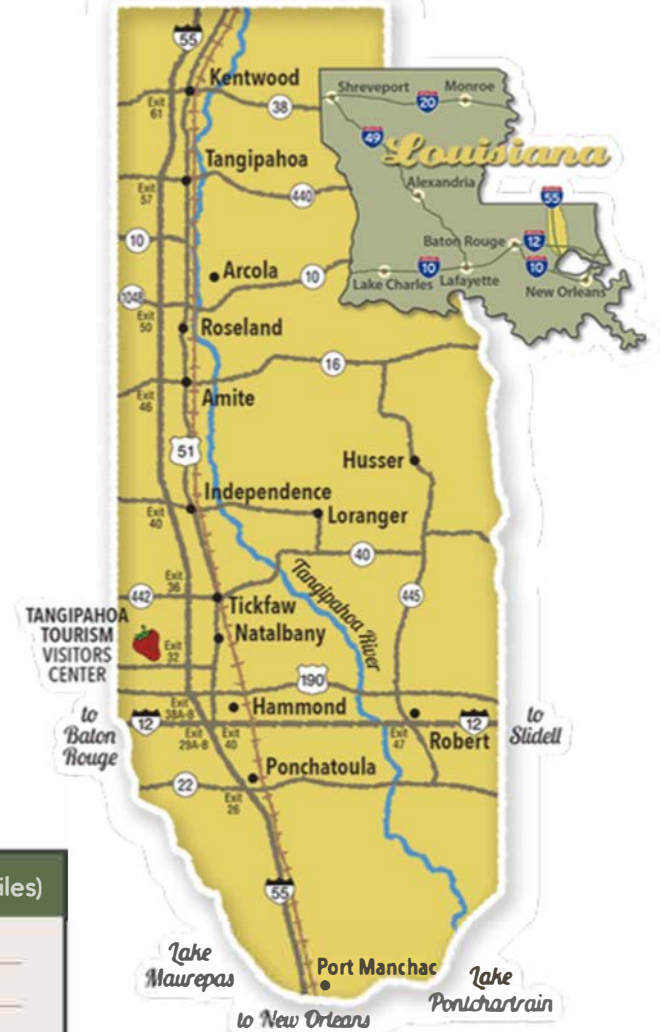 55
Kentwood
Exit
61
38
Shreveport
Monroe
20
49
Louisiana
Alexandria
55
Baton Rouge
12
10
10
Lake Charles
Lafayette
New Orleans
Tangipahoa
Exit
57
440
10
Arcola
10
1048
Exit
50
Roseland
16
Exit
46
Amite
51
Husser
Independence
Exit
40
Loranger
40
Tangipahoa River
Exit
36
442
445
Tickfaw
TANGIPAHOA
TOURISM
VISITORS
CENTER
Natalbany
Exit
32
190
Exit
38A-B
Hammond
to
Baton
Rouge
12
Exit
29A-B
Exit
40
Exit
47
Robert
12
to
Slidell
Ponchatoula
22
Exit
26
iles)
55
Lake
Maurepas
Port Manchac
Lake
Pontchartrain
to New Orleans